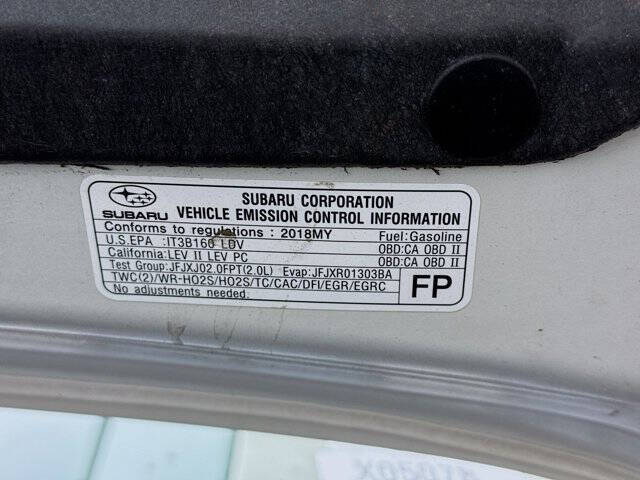 SUBARU CORPORATION
SUBARU VEHICLE EMISSION CONTROL INFORMATION
Conforms to regulations : 2018MY Fuel:Gasoline
U.S.EPA :IT3B160 LDV OBD:CA OBD II
California:LEV II LEV PC OBD:CA OBD II
Test Group:JFJXJ02.0FPT(2.0L) Evap:JFJXR01303BA
TWC(2)/WR-HO2S/HO2S/TC/CAC/DFI/EGR/EGRC
No adjustments needed. FP